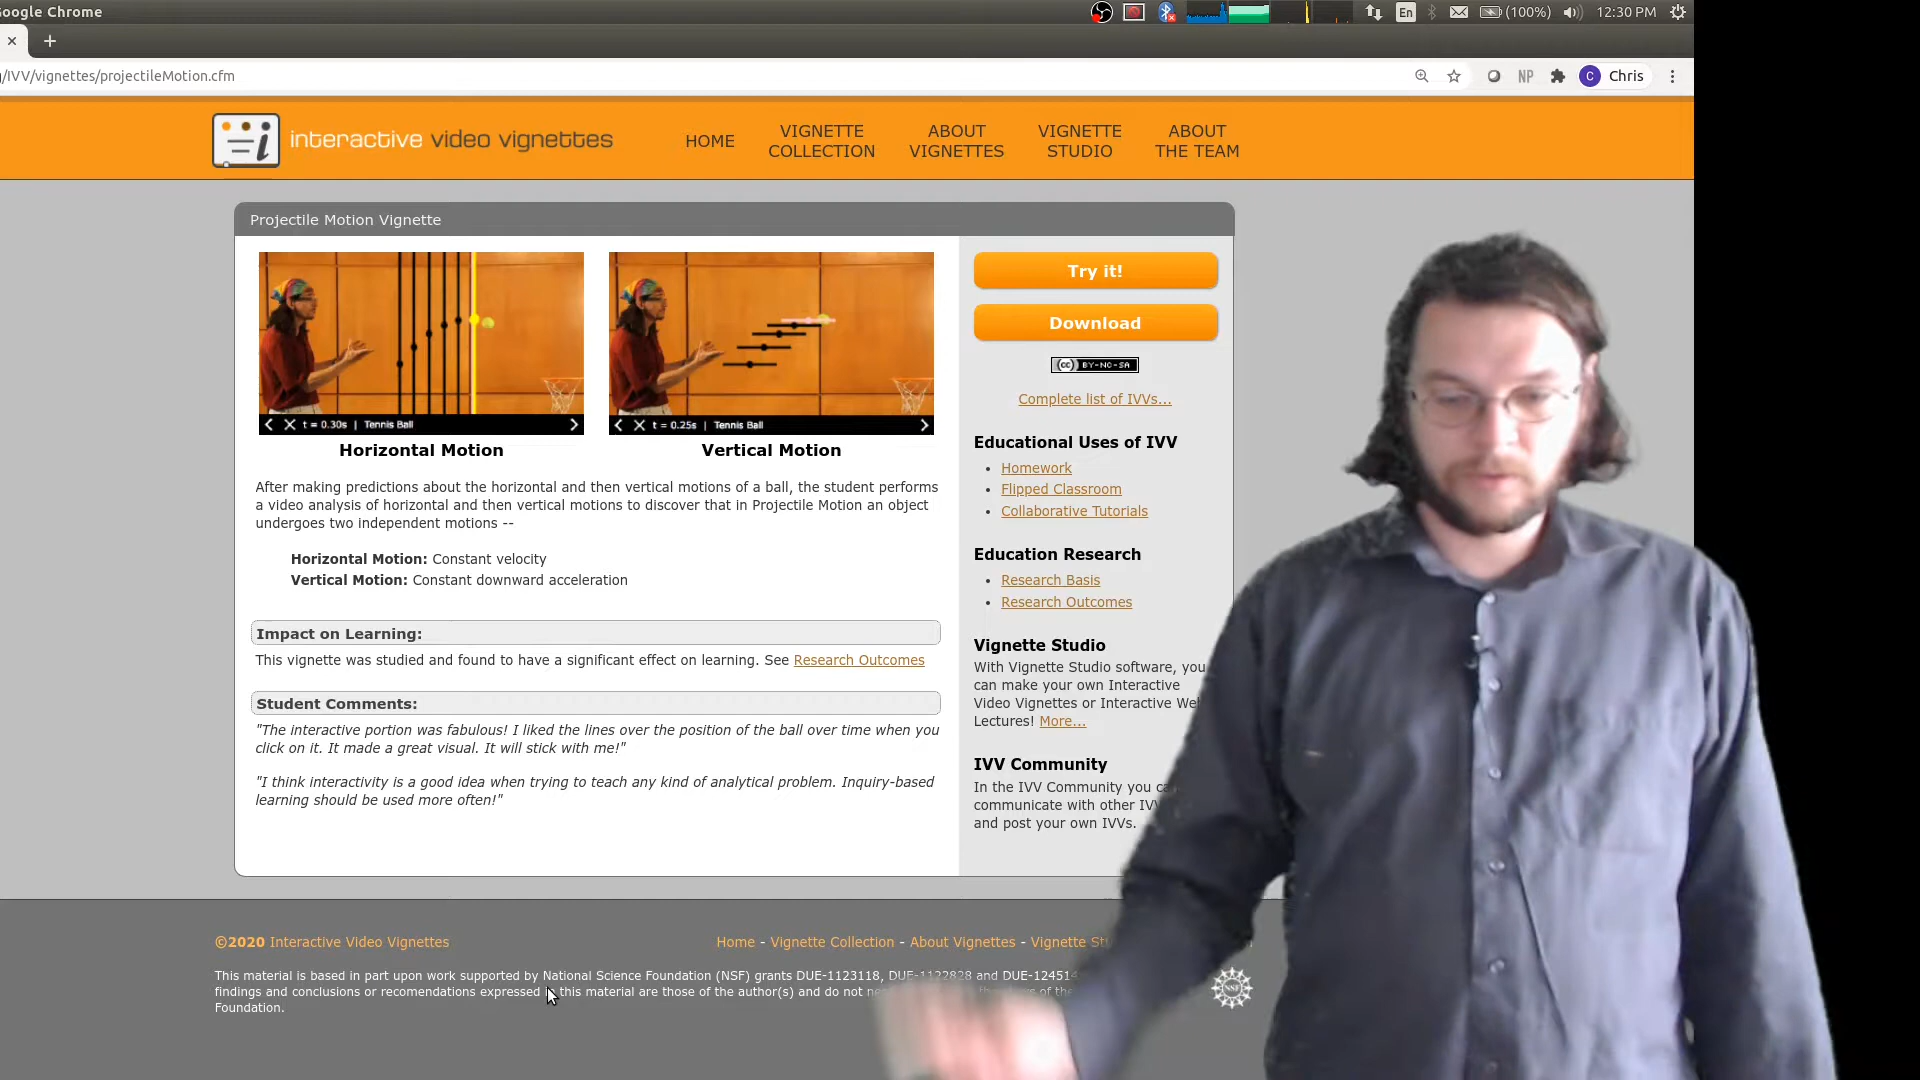 Google Chrome
En
(100%)
12:30 PM
/IVV/vignettes/projectileMotion.cfm
NP
C
Chris
interactive video vignettes
HOME
VIGNETTE
COLLECTION
ABOUT
VIGNETTES
VIGNETTE
STUDIO
ABOUT
THE TEAM
Projectile Motion Vignette
t = 0.30s | Tennis Ball
t = 0.25s | Tennis Ball
Horizontal Motion
Vertical Motion
After making predictions about the horizontal and then vertical motions of a ball, the student performs
a video analysis of horizontal and then vertical motions to discover that in Projectile Motion an object
undergoes two independent motions --
Horizontal Motion: Constant velocity
Vertical Motion: Constant downward acceleration
Impact on Learning:
This vignette was studied and found to have a significant effect on learning. See Research Outcomes
Student Comments:
"The interactive portion was fabulous! I liked the lines over the position of the ball over time when you
click on it. It made a great visual. It will stick with me!"
"I think interactivity is a good idea when trying to teach any kind of analytical problem. Inquiry-based
learning should be used more often!"
Try it!
Download
(cc) BY-NC-SA
Complete list of IVVs...
Educational Uses of IVV
• Homework
• Flipped Classroom
• Collaborative Tutorials
Education Research
• Research Basis
• Research Outcomes
Vignette Studio
With Vignette Studio software, you
can make your own Interactive
Video Vignettes or Interactive Web
Lectures! More...
IVV Community
In the IVV Community you
communicate with other
and post your own IVVs.
©2020 Interactive Video Vignettes
Home - Vignette Collection - About Vignettes - Vignette
This material is based in part upon work supported by National Science Foundation (NSF) grants DUE-1123118, DUE-1122828 and
findings and conclusions or recomendations expressed this material are those of the author(s) and do not of the
Foundation.
NSF